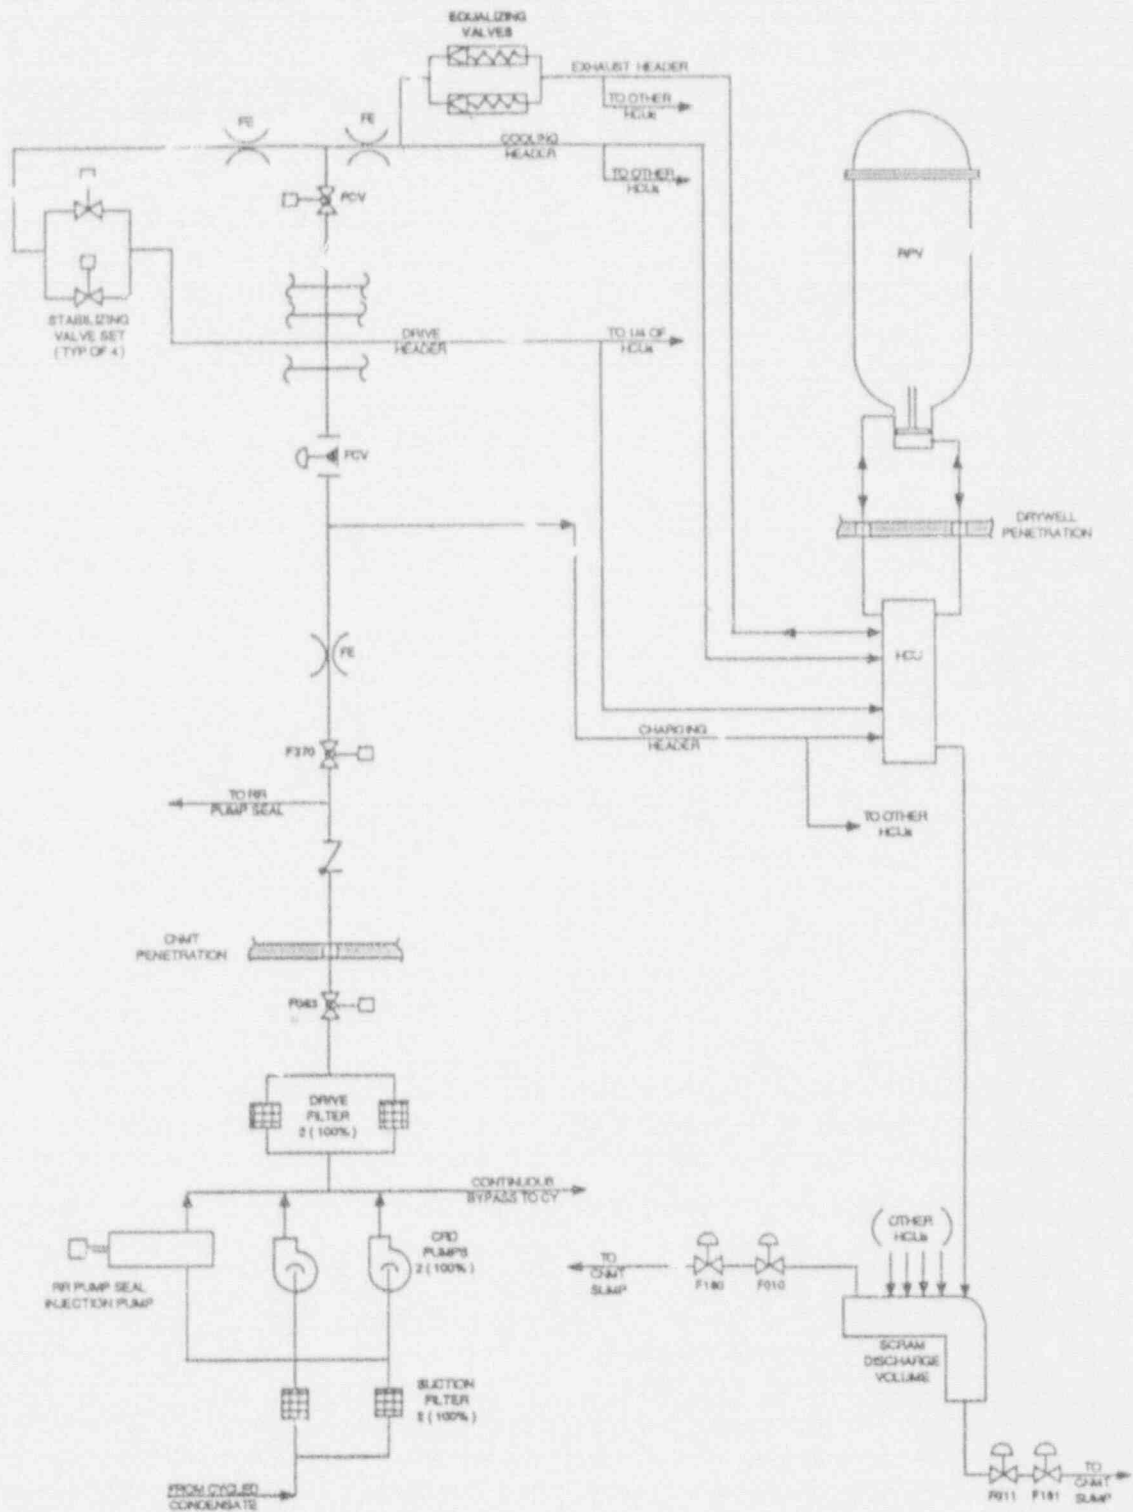 EQUALIZING
VALVES
EXHAUST HEADER
TO OTHER
HCUs
FE
FE
COOLING
HEADER
TO OTHER
HCUs
PCV
RPV
STABILIZING
VALVE SET
(TYP OF 4)
DRIVE
HEADER
TO 1/4 OF
HCUs
FCV
DRYWELL
PENETRATION
FE
HCU
F370
CHARGING
HEADER
TO RR
PUMP SEAL
TO OTHER
HCUs
CNMT
PENETRATION
DRIVE
FILTER
2 (100%)
CONTINUOUS
BYPASS TO CY
CRD
PUMPS
2 (100%)
RR PUMP SEAL
INJECTION PUMP
(OTHER
HCUs)
TO
CNMT
SUMP
F180
F010
SCRAM
DISCHARGE
VOLUME
SUCTION
FILTER
2 (100%)
FROM CYCLED
CONDENSATE
F011
F181
TO
CNMT
SUMP